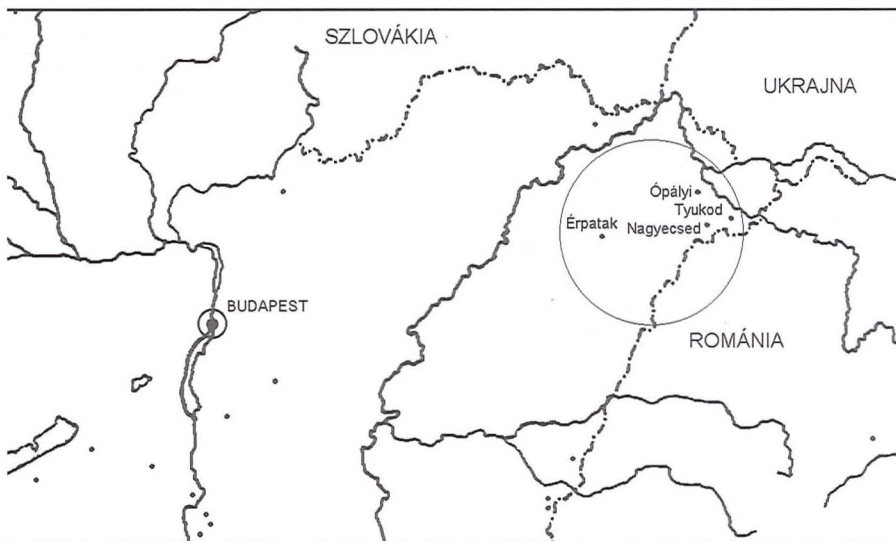 SZLOVÁKIA
UKRAJNA
Ópályi
Tyukod
Érpatak
Nagyecsed
BUDAPEST
ROMÁNIA